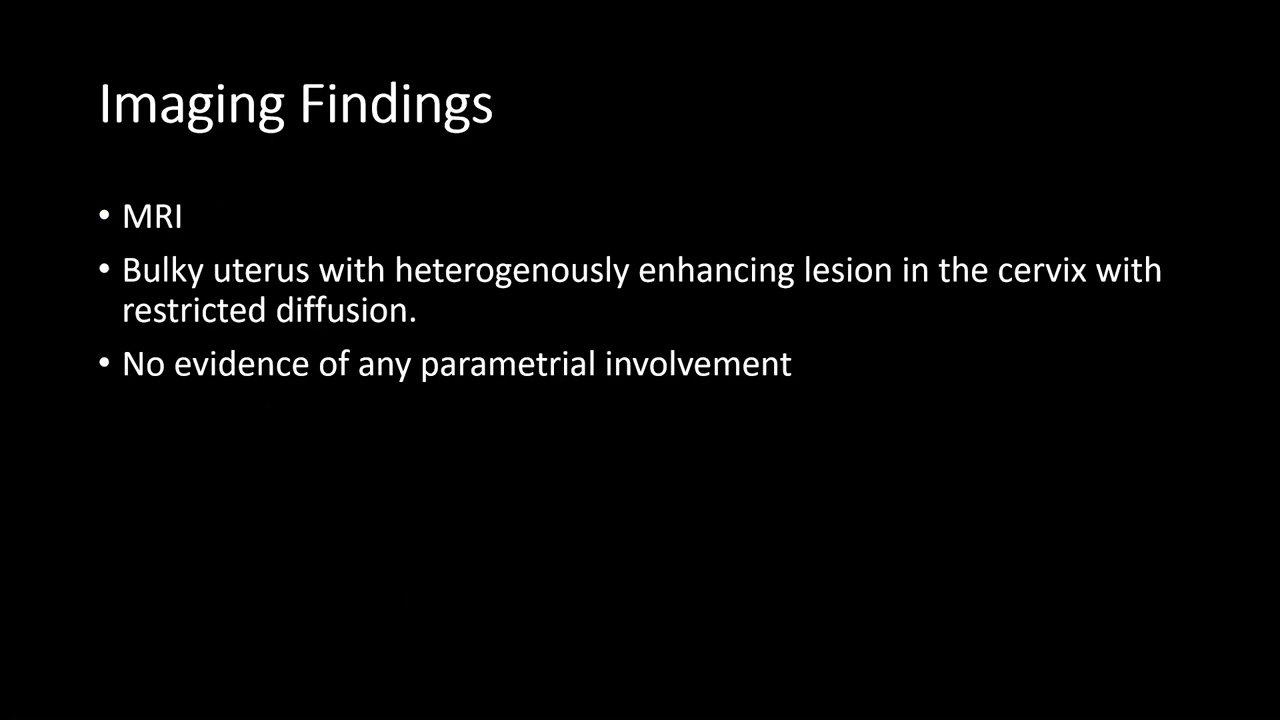 Imaging Findings
• MRI
• Bulky uterus with heterogenously enhancing lesion in the cervix with
restricted diffusion.
• No evidence of any parametrial involvement